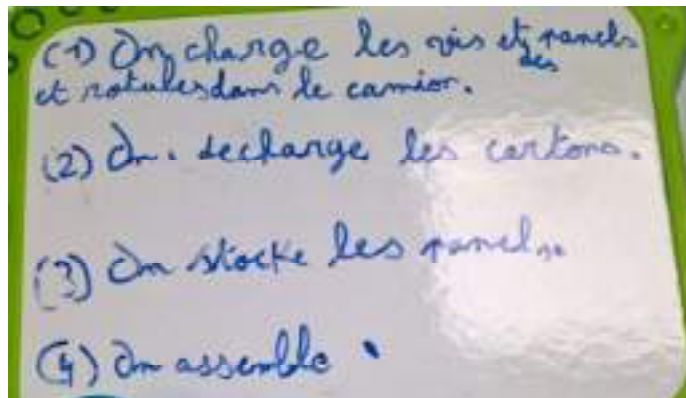 (1) On charge les vis et des panels
et rotules dans le camion.
(2) On decharge les cartons.
(3) On stocke les panels.
(4) On assemble